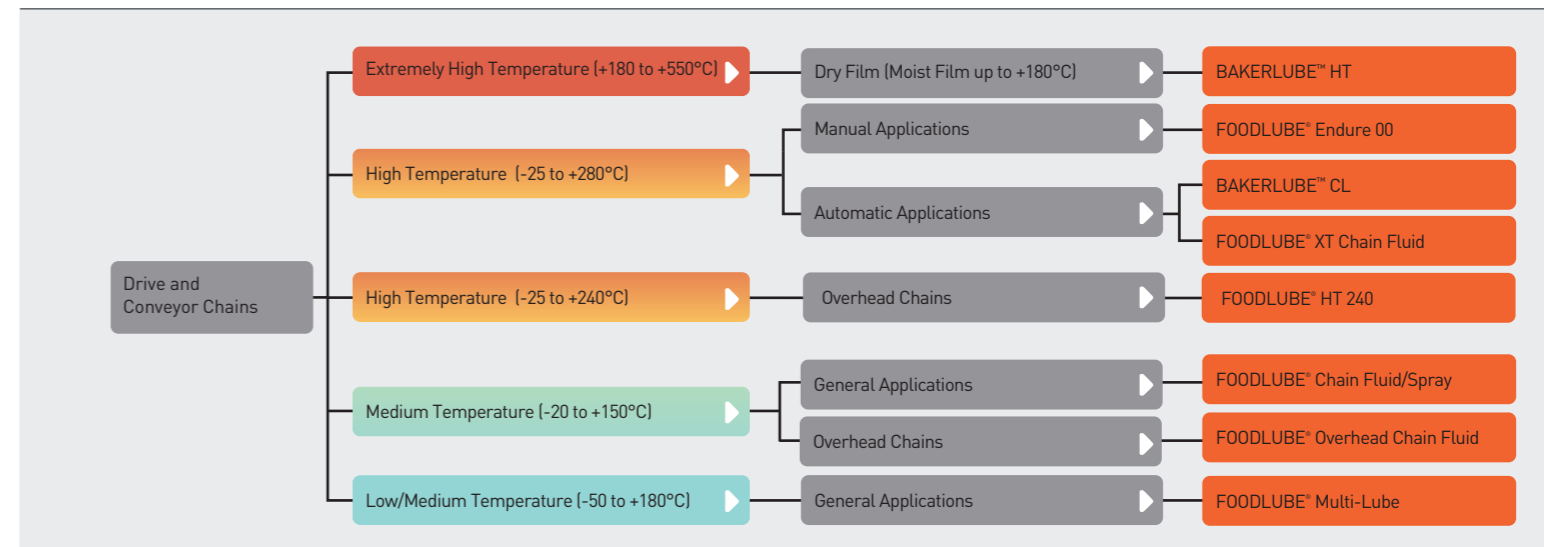 Extremely High Temperature (+180 to +550°C)
Dry Film (Moist Film up to +180°C)
BAKERLUBE™ HT
Manual Applications
FOODLUBE® Endure 00
High Temperature (-25 to +280°C)
BAKERLUBE™ CL
Automatic Applications
FOODLUBE® XT Chain Fluid
Drive and
Conveyor Chains
High Temperature (-25 to +240°C)
Overhead Chains
FOODLUBE® HT 240
General Applications
FOODLUBE® Chain Fluid/Spray
Medium Temperature (-20 to +150°C)
Overhead Chains
FOODLUBE® Overhead Chain Fluid
Low/Medium Temperature (-50 to +180°C)
General Applications
FOODLUBE® Multi-Lube